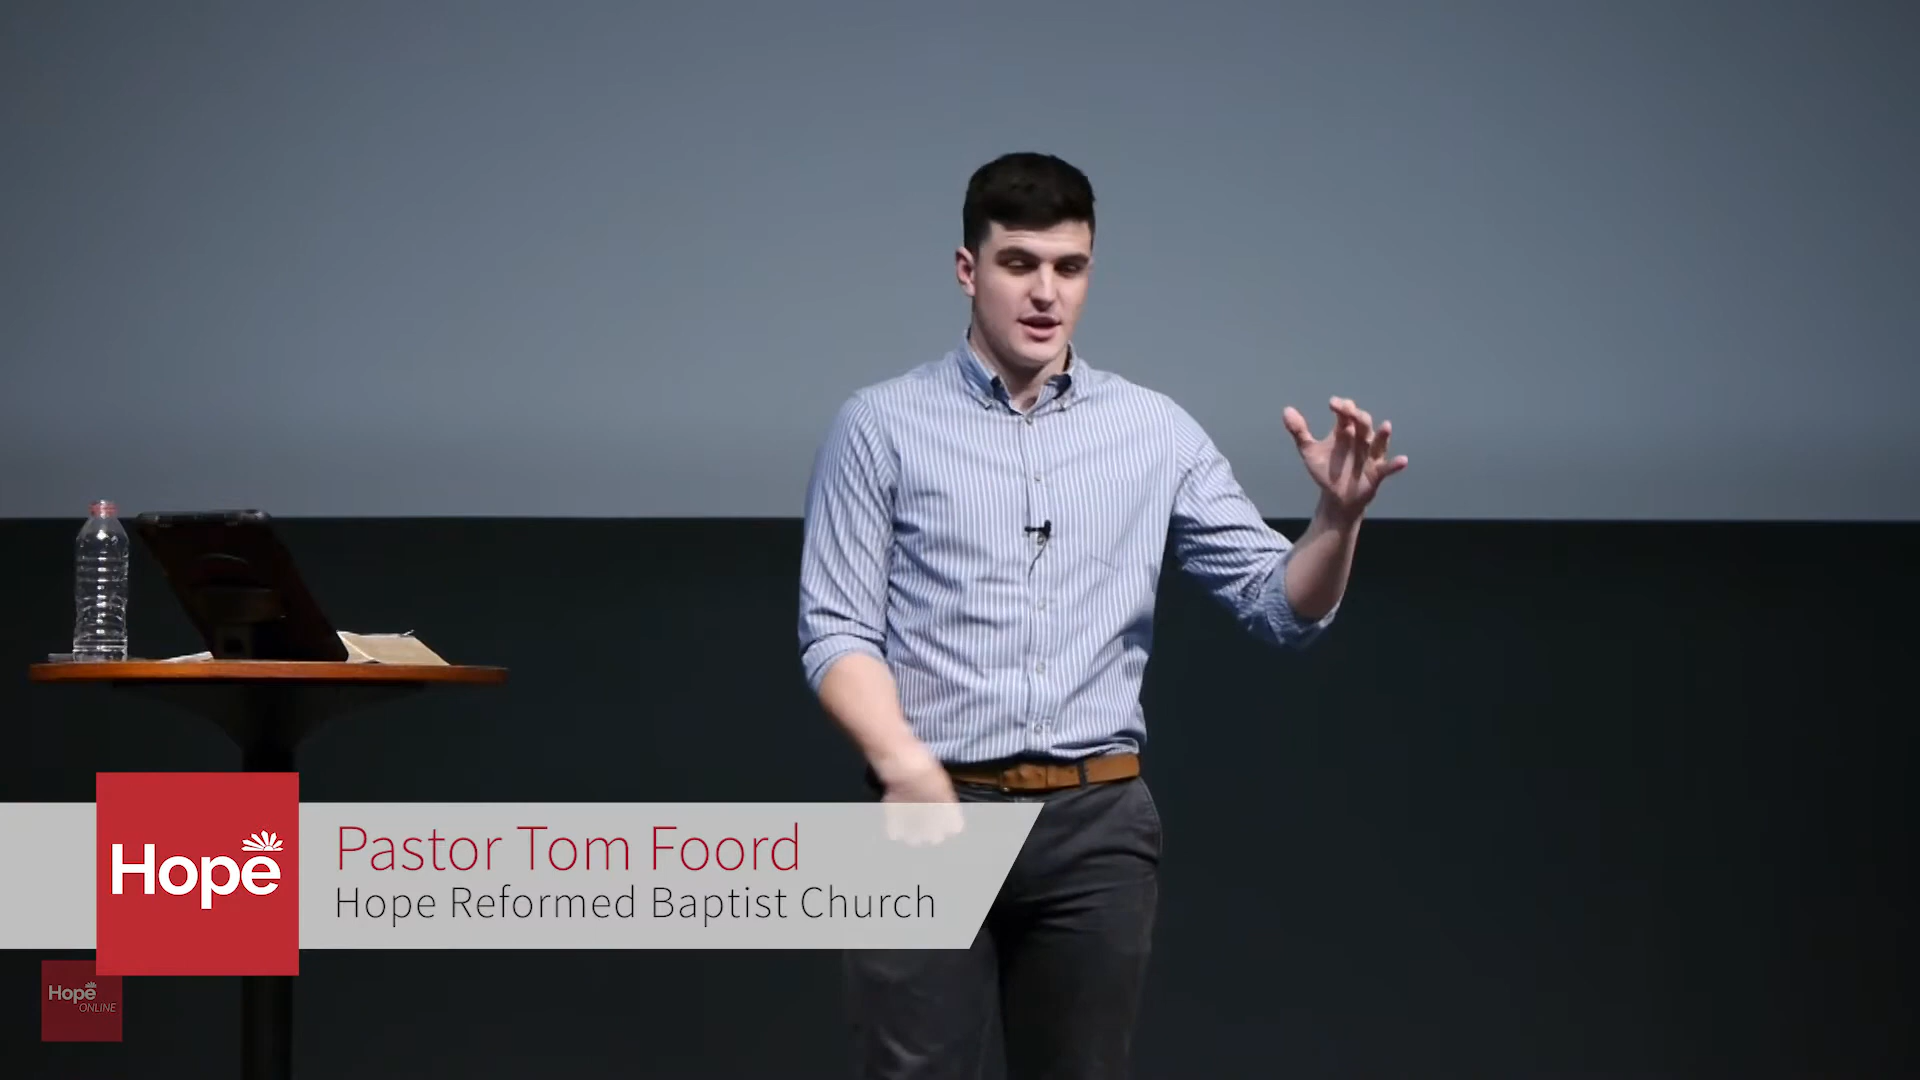 Hope
Pastor Tom Foord
Hope Reformed Baptist Church
Hope
ONLINE